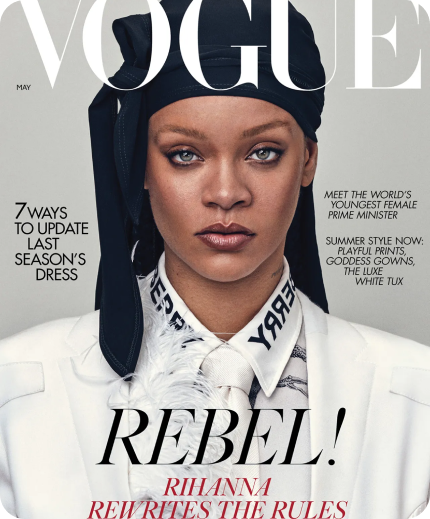 VOGUE
MAY
7 WAYS
TO UPDATE
LAST
SEASON'S
DRESS
MEET THE WORLD'S
YOUNGEST FEMALE
PRIME MINISTER
SUMMER STYLE NOW:
PLAYFUL PRINTS,
GODDESS GOWNS,
THE LUXE
WHITE TUX
BERRY
REBEL!
RIHANNA
REWRITES THE RULES